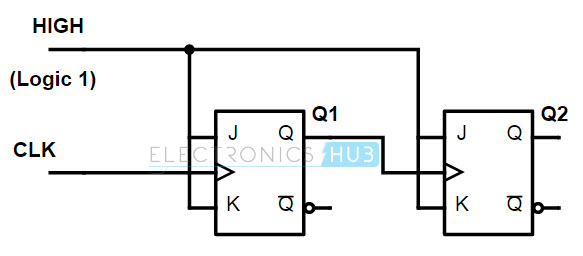 HIGH
(Logic 1)
Q1
Q2
J Q
J Q
CLK
ELECTRONICS HUB
K Q̅
K Q̅